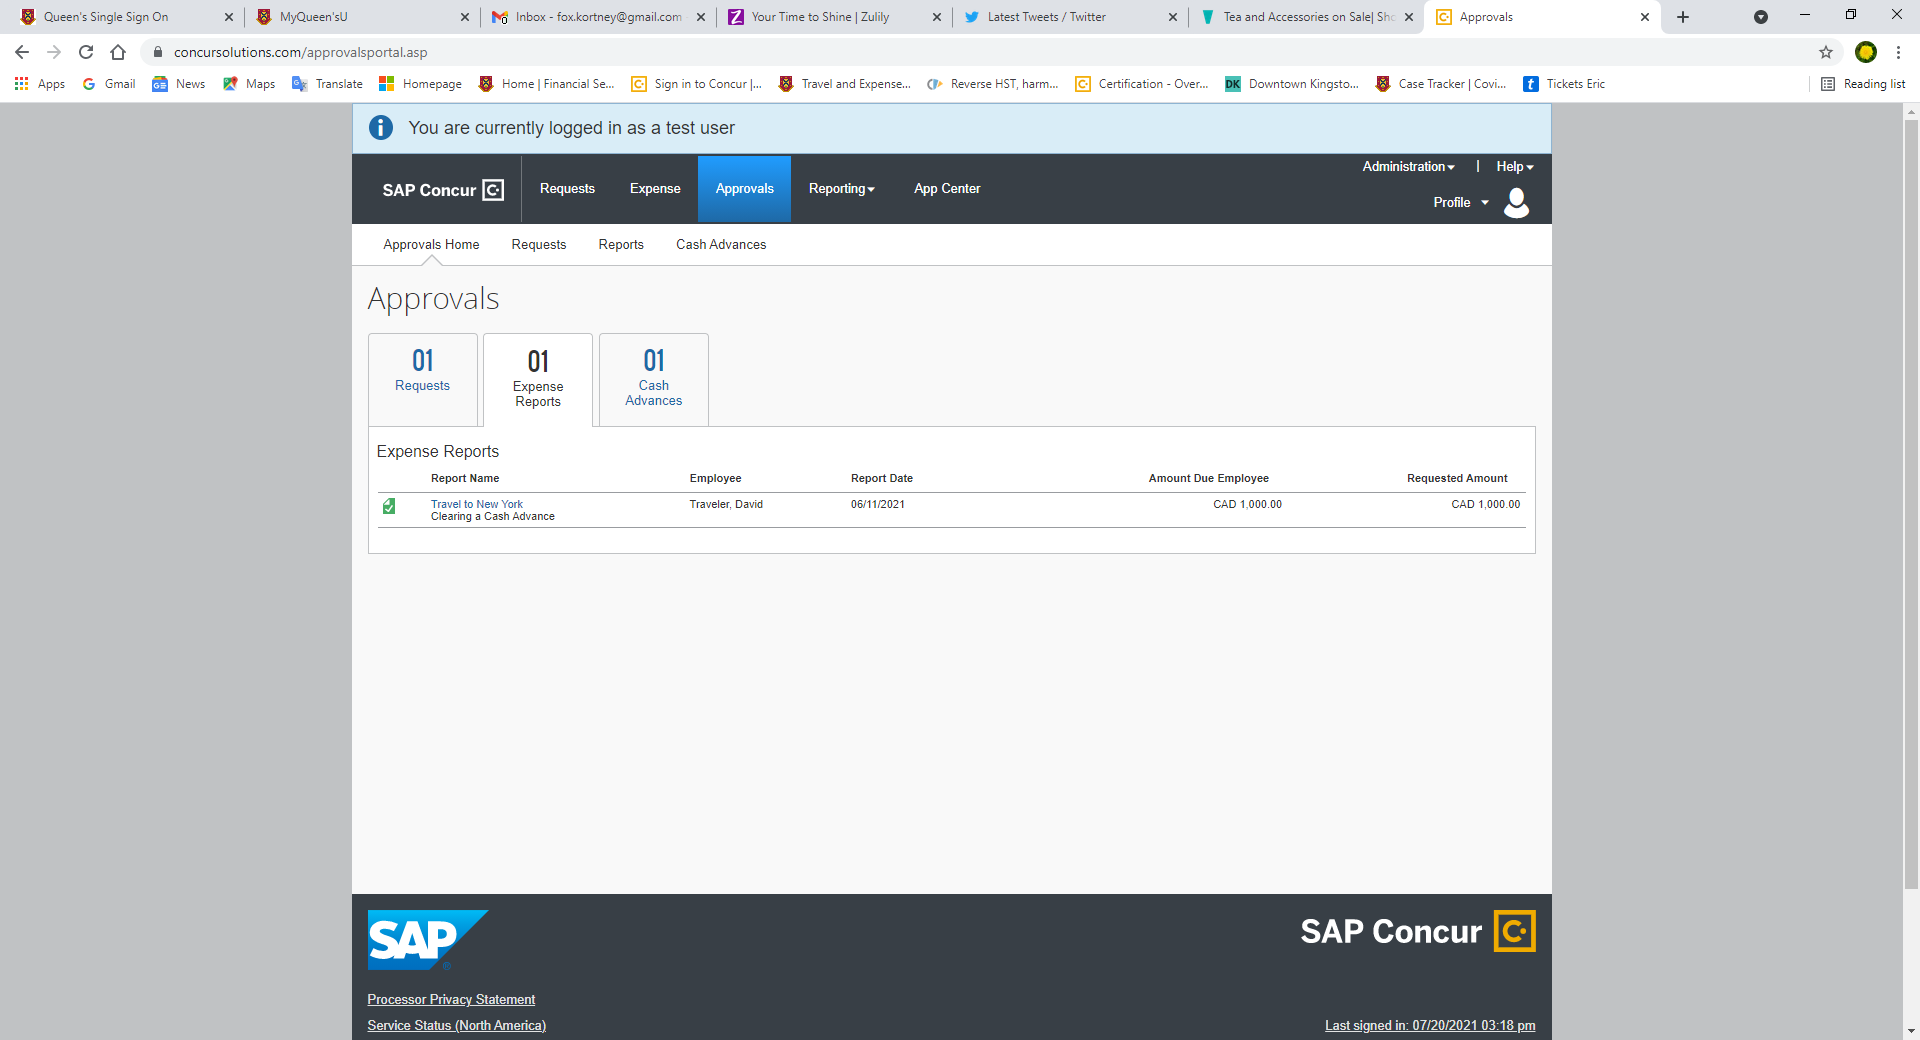 Queen's Single Sign On
MyQueen'sU
Inbox - fox.kortney@gmail.com
Your Time to Shine | Zulily
Latest Tweets / Twitter
Tea and Accessories on Sale| Sho
Approvals
concursolutions.com/approvalsportal.asp
Apps
Gmail
News
Maps
Translate
Homepage
Home | Financial Se...
Sign in to Concur |...
Travel and Expense...
Reverse HST, harm...
Certification - Over...
DK Downtown Kingsto...
Case Tracker | Covi...
t Tickets Eric
Reading list
You are currently logged in as a test user
SAP Concur
Requests
Expense
Approvals
Reporting
App Center
Administration
|
Help
Profile
Approvals Home
Requests
Reports
Cash Advances
Approvals
01
Requests
01
Expense
Reports
01
Cash
Advances
Expense Reports
Report Name Employee Report Date Amount Due Employee Requested Amount
Travel to New York Traveler, David 06/11/2021 CAD 1,000.00 CAD 1,000.00
Clearing a Cash Advance
SAP
SAP Concur
Processor Privacy Statement
Service Status (North America)
Last signed in: 07/20/2021 03:18 pm